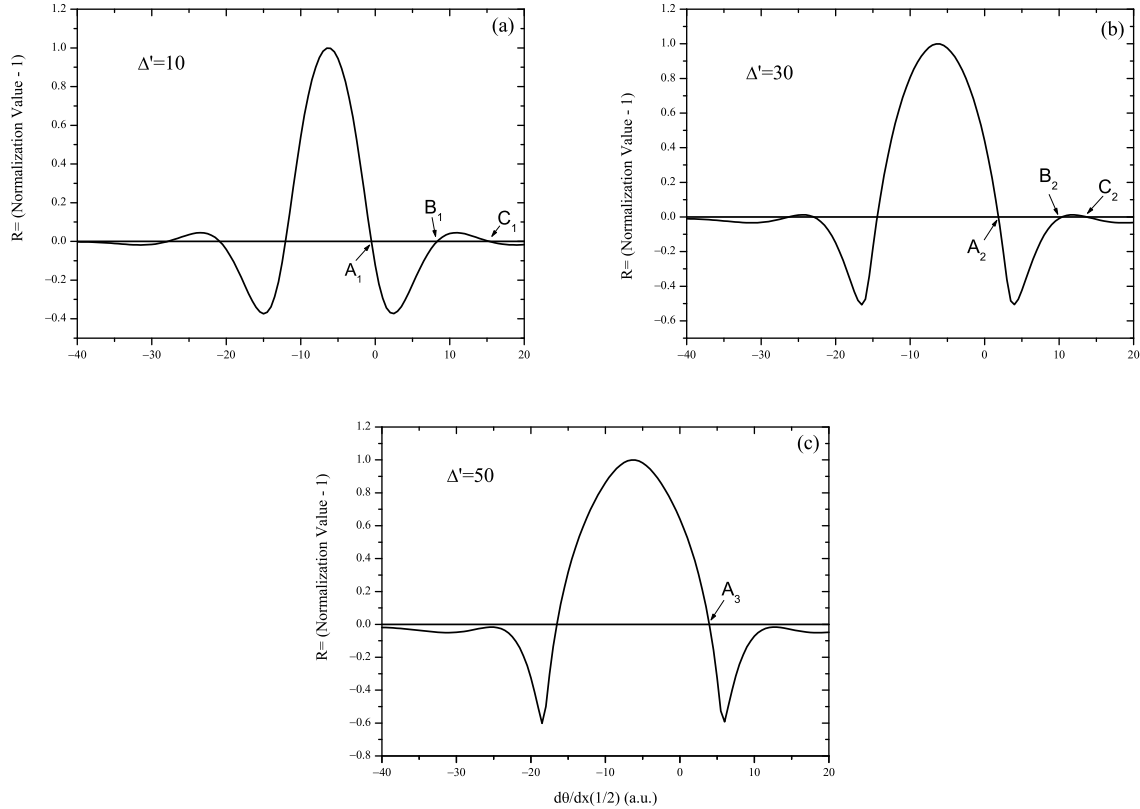 (a)
Δ'=10
R= (Normalization Value - 1)
1.2
1.0
0.8
0.6
0.4
0.2
0.0
−0.2
−0.4
−40 −30 −20 −10 0 10 20
A1
B1
C1
(b)
Δ'=30
R= (Normalization Value - 1)
1.2
1.0
0.8
0.6
0.4
0.2
0.0
−0.2
−0.4
−0.6
−40 −30 −20 −10 0 10 20
A2
B2
C2
(c)
Δ'=50
R= (Normalization Value - 1)
1.2
1.0
0.8
0.6
0.4
0.2
0.0
−0.2
−0.4
−0.6
−0.8
−40 −30 −20 −10 0 10 20
A3
dθ/dx(1/2) (a.u.)